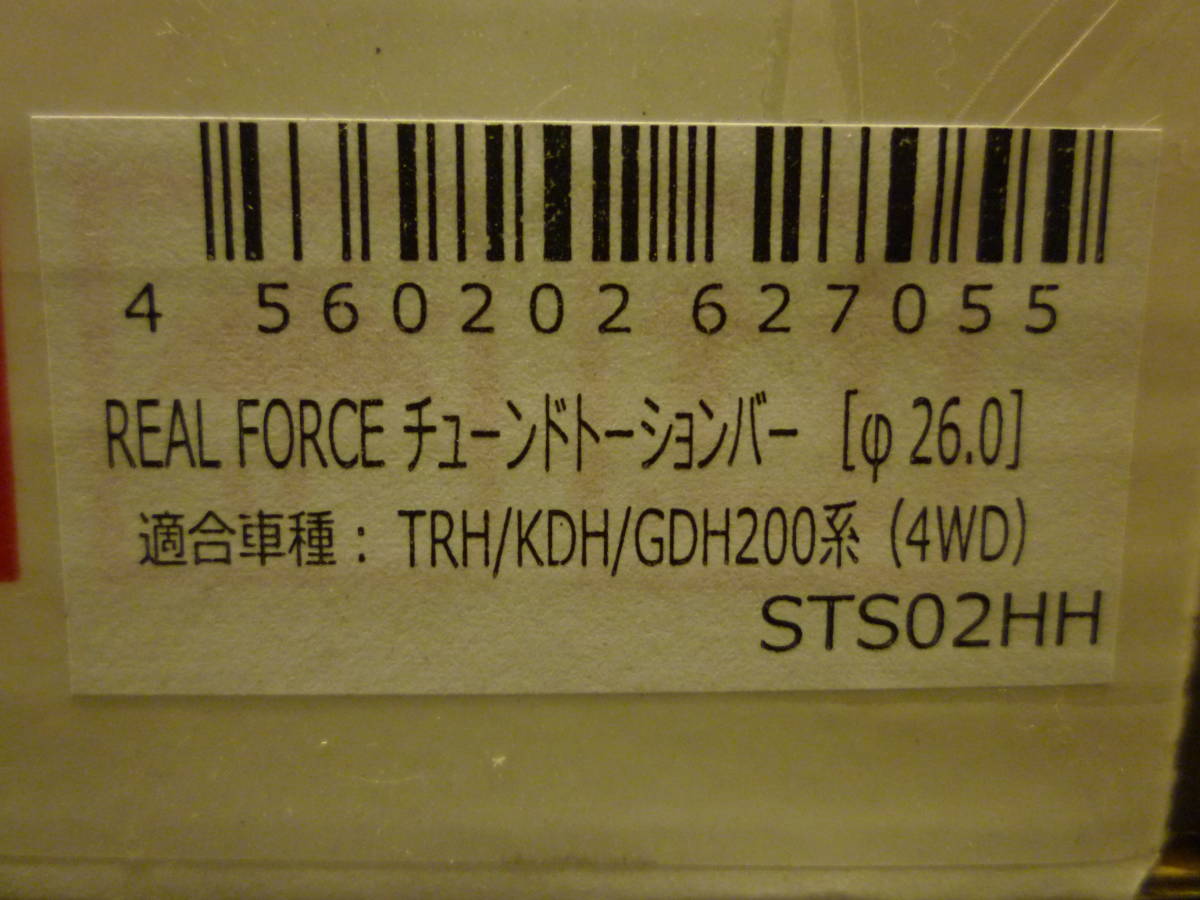 4 560202 627055
REAL FORCE チューンドトーションバー [φ 26.0]
適合車種： TRH/KDH/GDH200系 (4WD)
STS02HH